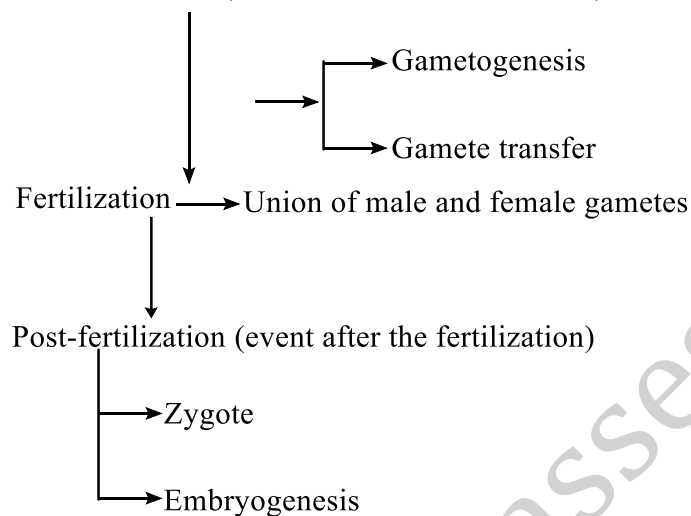 Gametogenesis
Gamete transfer
Fertilization Union of male and female gametes
Post-fertilization (event after the fertilization)
Zygote
Embryogenesis